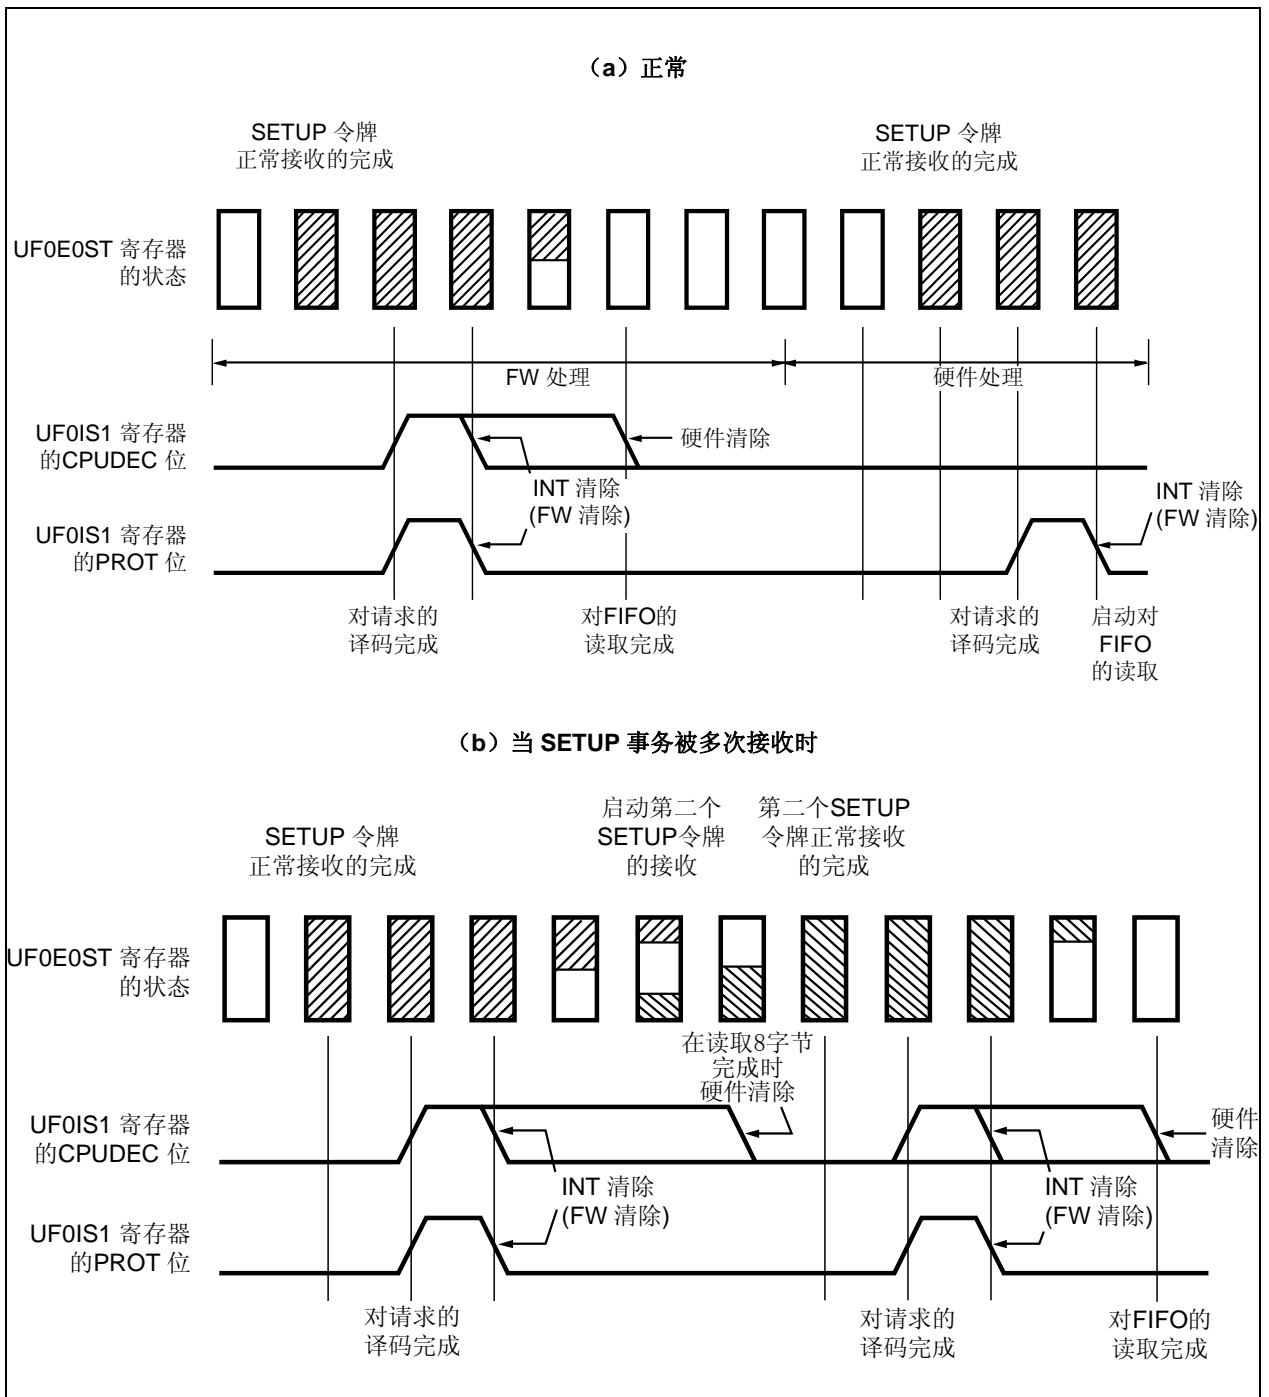 （a）正常
SETUP 令牌
正常接收的完成
SETUP 令牌
正常接收的完成
UF0E0ST 寄存器
的状态
FW 处理
硬件处理
UF0IS1 寄存器
的CPUDEC 位
硬件清除
INT 清除
(FW 清除)
INT 清除
(FW 清除)
UF0IS1 寄存器
的PROT 位
对请求的
译码完成
对FIFO的
读取完成
对请求的
译码完成
启动对
FIFO
的读取
（b）当 SETUP 事务被多次接收时
SETUP 令牌
正常接收的完成
启动第二个
SETUP令牌
的接收
第二个SETUP
令牌正常接收
的完成
UF0E0ST 寄存器
的状态
在读取8字节
完成时
硬件清除
UF0IS1 寄存器
的CPUDEC 位
硬件
清除
INT 清除
(FW 清除)
INT 清除
(FW 清除)
UF0IS1 寄存器
的PROT 位
对请求的
译码完成
对请求的
译码完成
对FIFO的
读取完成